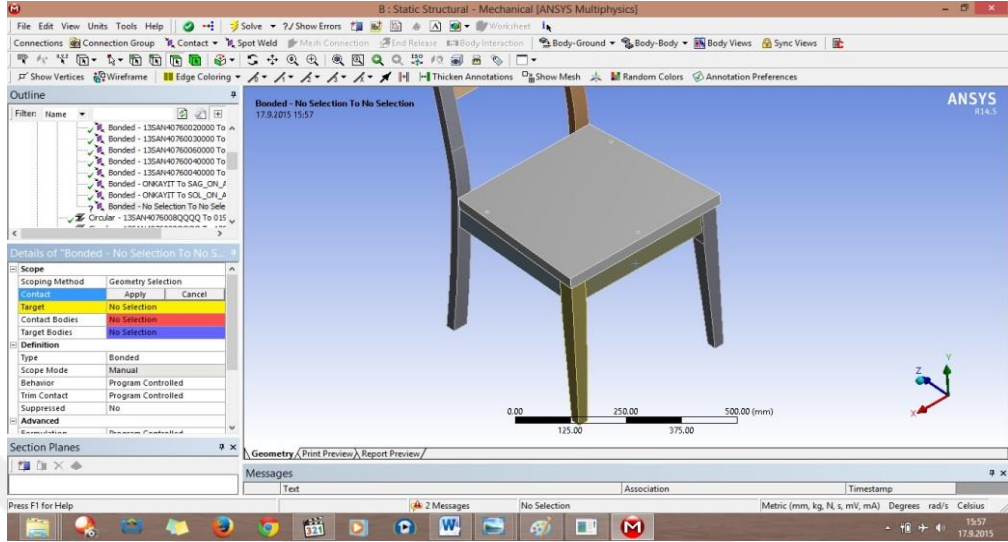 B : Static Structural - Mechanical [ANSYS Multiphysics]
File Edit View Units Tools Help Solve ?/ Show Errors Worksheet
Connections Connection Group Contact Spot Weld Mesh Connection End Release Body Interaction Body-Ground Body-Body Body Views Sync Views
Show Vertices Wireframe Edge Coloring Thicken Annotations Show Mesh Random Colors Annotation Preferences
Outline
Filter: Name
Bonded - 13SAN40760020000 To
Bonded - 13SAN40760030000 To
Bonded - 13SAN40760060000 To
Bonded - 13SAN40760040000 To
Bonded - 13SAN40760040000 To
Bonded - ONKAYIT To SAG_ON_A
Bonded - ONKAYIT To SOL_ON_A
Bonded - No Selection To No Sele
Circular - 13SAN4076008QQQQ To 015
Details of "Bonded - No Selection To No S...
Scope
Scoping Method Geometry Selection
Contact Apply Cancel
Target No Selection
Contact Bodies No Selection
Target Bodies No Selection
Definition
Type Bonded
Scope Mode Manual
Behavior Program Controlled
Trim Contact Program Controlled
Suppressed No
Advanced
Formulation Program Controlled
Section Planes
Bonded - No Selection To No Selection
17.9.2015 15:57
ANSYS
R14.5
Y
Z
X
0.00 250.00 500.00 (mm)
125.00 375.00
Geometry Print Preview Report Preview
Messages
Text Association Timestamp
Press F1 for Help 2 Messages No Selection Metric (mm, kg, N, s, mV, mA) Degrees rad/s Celsius
321 W M
15:57
17.9.2015